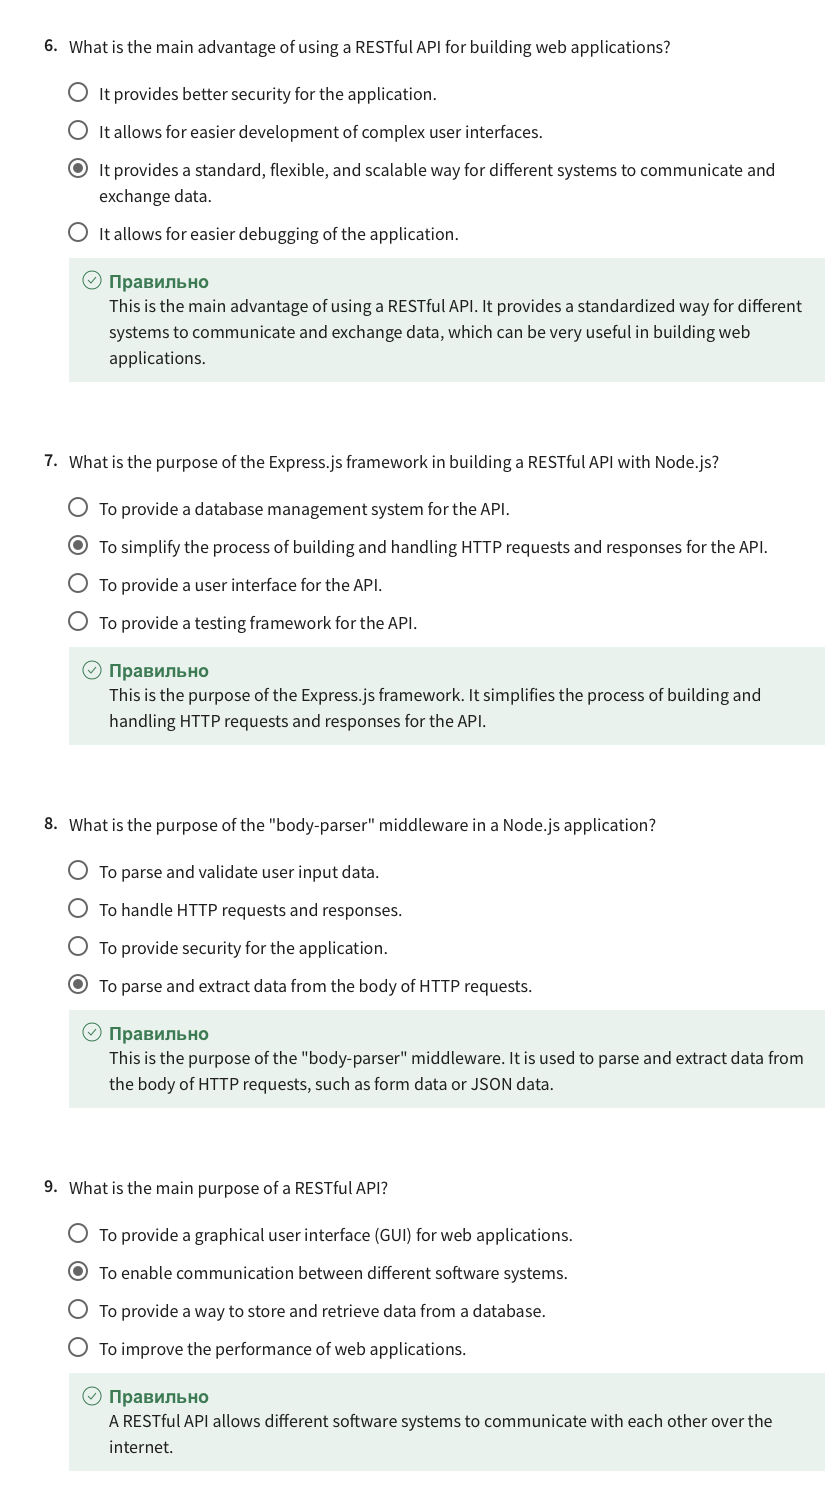 6. What is the main advantage of using a RESTful API for building web applications?
It provides better security for the application.
It allows for easier development of complex user interfaces.
It provides a standard, flexible, and scalable way for different systems to communicate and
exchange data.
It allows for easier debugging of the application.
Правильно
This is the main advantage of using a RESTful API. It provides a standardized way for different
systems to communicate and exchange data, which can be very useful in building web
applications.
7. What is the purpose of the Express.js framework in building a RESTful API with Node.js?
To provide a database management system for the API.
To simplify the process of building and handling HTTP requests and responses for the API.
To provide a user interface for the API.
To provide a testing framework for the API.
Правильно
This is the purpose of the Express.js framework. It simplifies the process of building and
handling HTTP requests and responses for the API.
8. What is the purpose of the "body-parser" middleware in a Node.js application?
To parse and validate user input data.
To handle HTTP requests and responses.
To provide security for the application.
To parse and extract data from the body of HTTP requests.
Правильно
This is the purpose of the "body-parser" middleware. It is used to parse and extract data from
the body of HTTP requests, such as form data or JSON data.
9. What is the main purpose of a RESTful API?
To provide a graphical user interface (GUI) for web applications.
To enable communication between different software systems.
To provide a way to store and retrieve data from a database.
To improve the performance of web applications.
Правильно
A RESTful API allows different software systems to communicate with each other over the
internet.